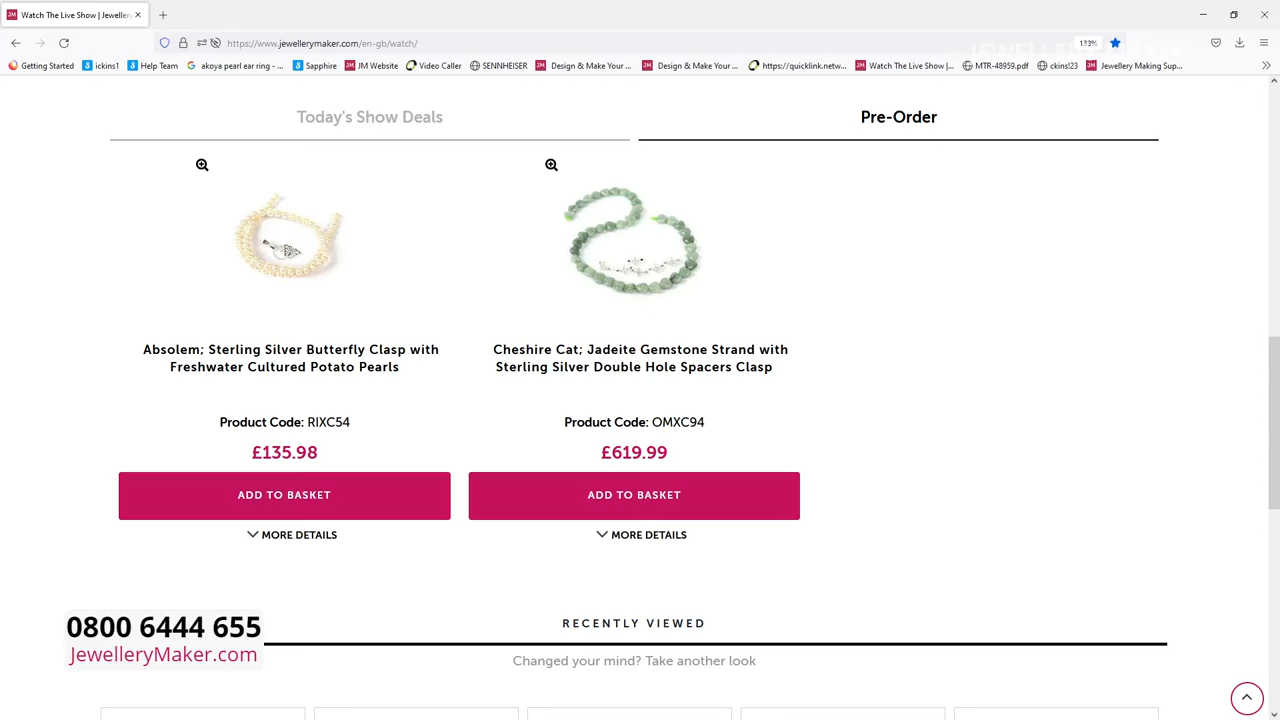 Watch The Live Show | Jeweller
https://www.jewellerymaker.com/en-gb/watch/
133%
Getting Started
ickins1
Help Team
akoya pearl ear ring - ...
Sapphire
JM Website
Video Caller
SENNHEISER
Design & Make Your ...
Design & Make Your ...
https://quicklink.netw...
Watch The Live Show |...
MTR-48959.pdf
ckins!23
Jewellery Making Sup...
Today's Show Deals
Pre-Order
Absolem; Sterling Silver Butterfly Clasp with
Freshwater Cultured Potato Pearls
Product Code: RIXC54
£135.98
ADD TO BASKET
MORE DETAILS
Cheshire Cat; Jadeite Gemstone Strand with
Sterling Silver Double Hole Spacers Clasp
Product Code: OMXC94
£619.99
ADD TO BASKET
MORE DETAILS
0800 6444 655
JewelleryMaker.com
RECENTLY VIEWED
Changed your mind? Take another look